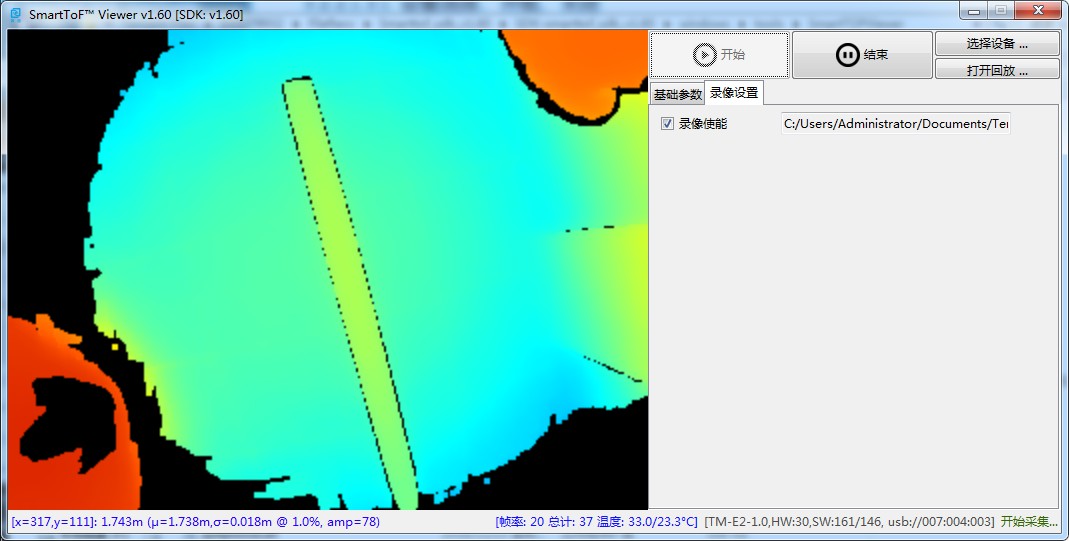 SmartToF™ Viewer v1.60 [SDK: v1.60]
开始
结束
选择设备 ...
打开回放 ...
基础参数
录像设置
录像使能
C:/Users/Administrator/Documents/Te
[x=317,y=111]: 1.743m (μ=1.738m,σ=0.018m @ 1.0%, amp=78)
[帧率: 20 总计: 37 温度: 33.0/23.3°C]
[TM-E2-1.0,HW:30,SW:161/146, usb://007:004:003]
开始采集...